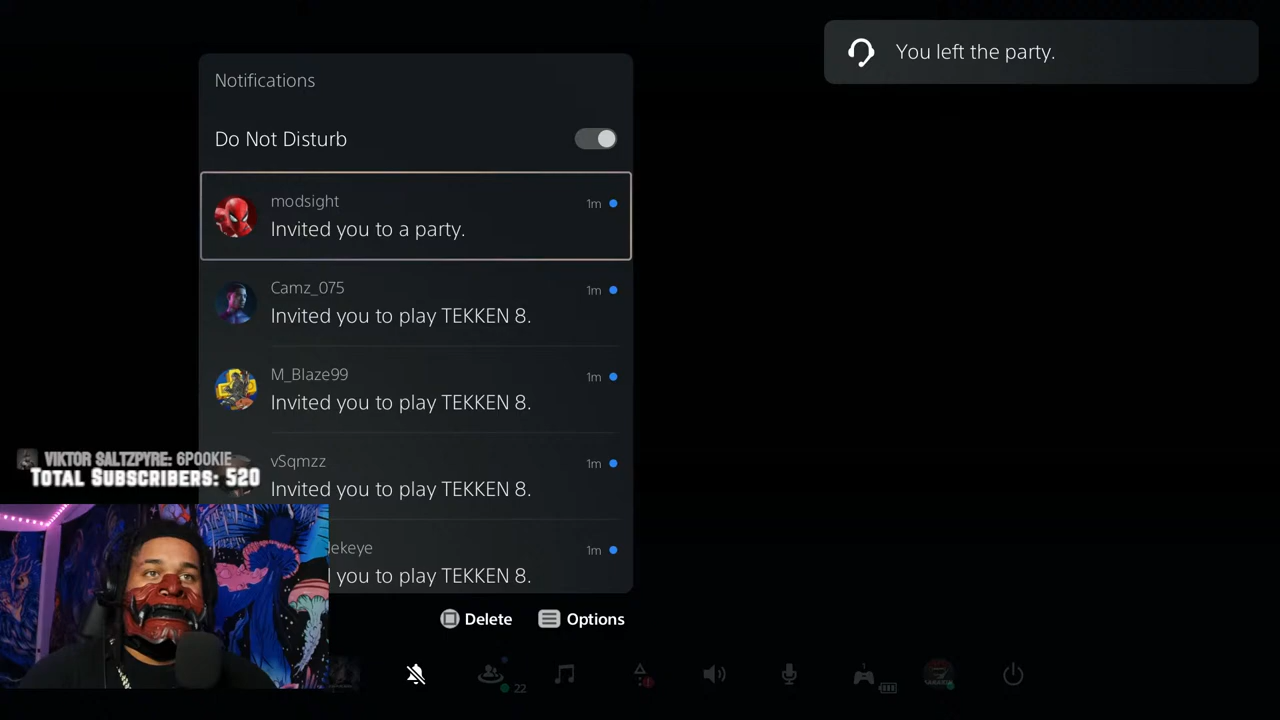 You left the party.
Notifications
Do Not Disturb
modsight
1m
Invited you to a party.
Camz_075
1m
Invited you to play TEKKEN 8.
M_Blaze99
1m
Invited you to play TEKKEN 8.
vSqmzz
1m
Invited you to play TEKKEN 8.
VIKTOR SALTZPYRE: 6POOKIE
TOTAL SUBSCRIBERS: 520
ekeye
1m
you to play TEKKEN 8.
Delete
Options
22
1